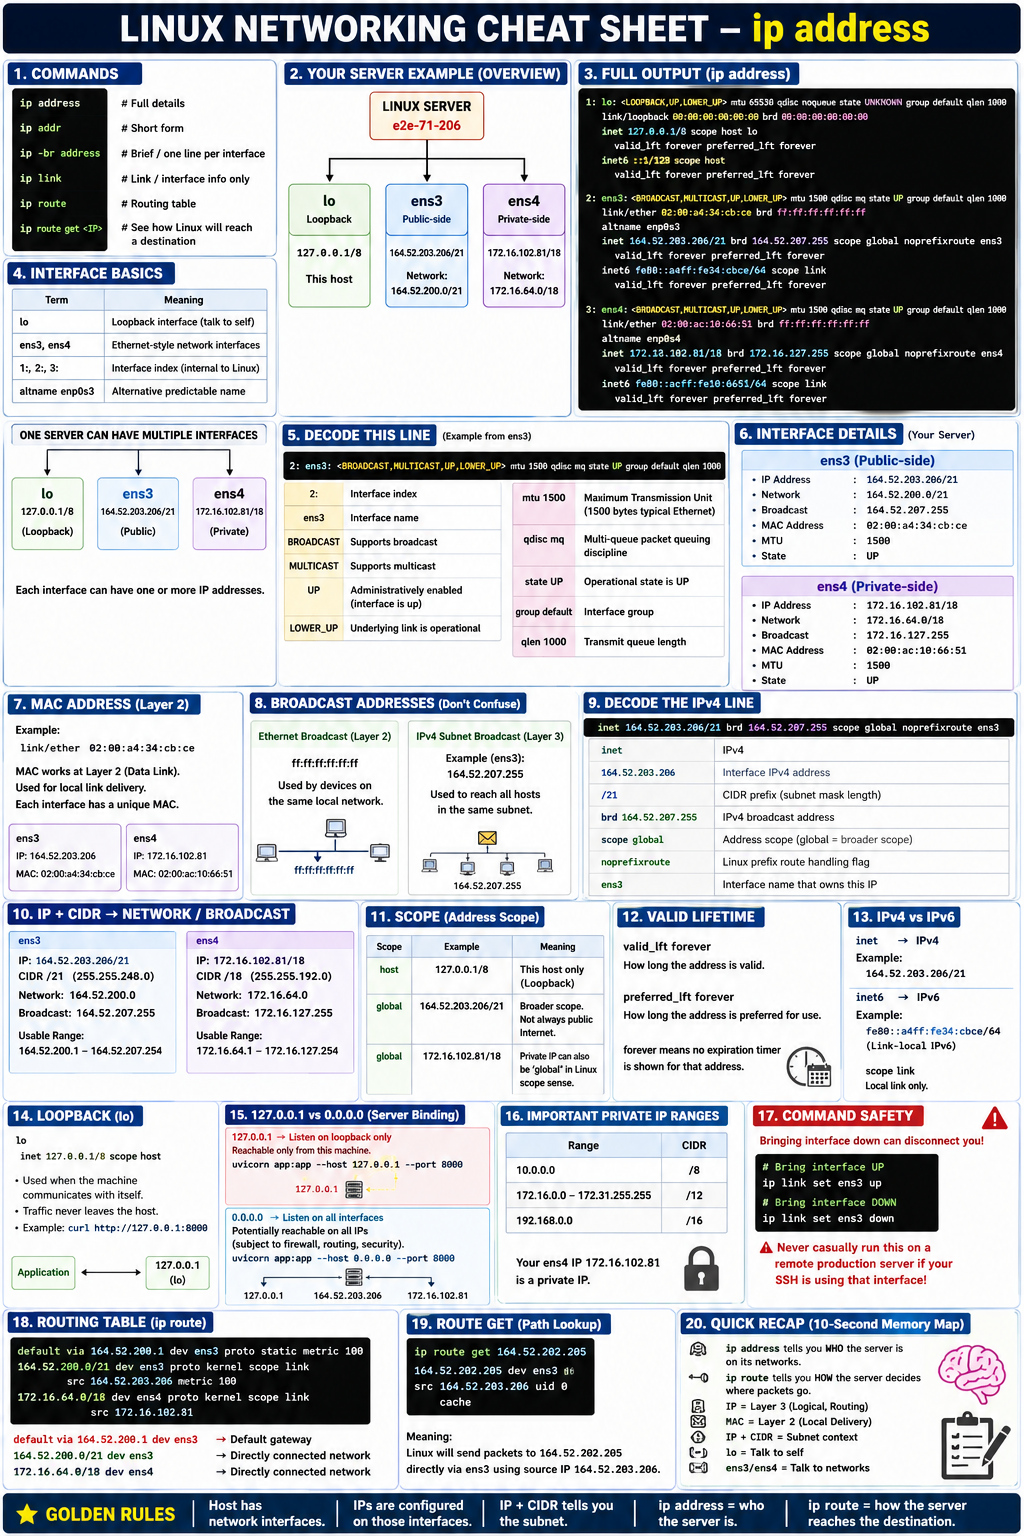 LINUX NETWORKING CHEAT SHEET – ip address
1. COMMANDS
ip address # Full details
ip addr # Short form
ip -br address # Brief / one line per interface
ip link # Link / interface info only
ip route # Routing table
ip route get <IP> # See how Linux will reach
a destination
2. YOUR SERVER EXAMPLE (OVERVIEW)
LINUX SERVER
e2e-71-206
lo
Loopback
127.0.0.1/8
This host
ens3
Public-side
164.52.203.206/21
Network:
164.52.200.0/21
ens4
Private-side
172.16.102.81/18
Network:
172.16.64.0/18
3. FULL OUTPUT (ip address)
1: lo: <LOOPBACK,UP,LOWER_UP> mtu 65530 qdisc noqueue state UNKNOWN group default qlen 1000
link/loopback 00:00:00:00:00:00 brd 00:00:00:00:00:00
inet 127.0.0.1/8 scope host lo
valid_lft forever preferred_lft forever
inet6 ::1/128 scope host
valid_lft forever preferred_lft forever
2: ens3: <BROADCAST,MULTICAST,UP,LOWER_UP> mtu 1500 qdisc mq state UP group default qlen 1000
link/ether 02:00:a4:34:cb:ce brd ff:ff:ff:ff:ff:ff
altname enp0s3
inet 164.52.203.206/21 brd 164.52.207.255 scope global noprefixroute ens3
valid_lft forever preferred_lft forever
inet6 fe80::a4ff:fe34:cbce/64 scope link
valid_lft forever preferred_lft forever
3: ens4: <BROADCAST,MULTICAST,UP,LOWER_UP> mtu 1500 qdisc mq state UP group default qlen 1000
link/ether 02:00:ac:10:66:51 brd ff:ff:ff:ff:ff:ff
altname enp0s4
inet 172.16.102.81/18 brd 172.16.127.255 scope global noprefixroute ens4
valid_lft forever preferred_lft forever
inet6 fe80::acff:fe10:6651/64 scope link
valid_lft forever preferred_lft forever
4. INTERFACE BASICS
Term Meaning
lo Loopback interface (talk to self)
ens3, ens4 Ethernet-style network interfaces
1:, 2:, 3: Interface index (internal to Linux)
altname enp0s3 Alternative predictable name
ONE SERVER CAN HAVE MULTIPLE INTERFACES
lo
127.0.0.1/8
(Loopback)
ens3
164.52.203.206/21
(Public)
ens4
172.16.102.81/18
(Private)
Each interface can have one or more IP addresses.
5. DECODE THIS LINE (Example from ens3)
2: ens3: <BROADCAST,MULTICAST,UP,LOWER_UP> mtu 1500 qdisc mq state UP group default qlen 1000
2: Interface index
ens3 Interface name
BROADCAST Supports broadcast
MULTICAST Supports multicast
UP Administratively enabled
(interface is up)
LOWER_UP Underlying link is operational
mtu 1500 Maximum Transmission Unit
(1500 bytes typical Ethernet)
qdisc mq Multi-queue packet queuing
discipline
state UP Operational state is UP
group default Interface group
qlen 1000 Transmit queue length
6. INTERFACE DETAILS (Your Server)
ens3 (Public-side)
• IP Address : 164.52.203.206/21
• Network : 164.52.200.0/21
• Broadcast : 164.52.207.255
• MAC Address : 02:00:a4:34:cb:ce
• MTU : 1500
• State : UP
ens4 (Private-side)
• IP Address : 172.16.102.81/18
• Network : 172.16.64.0/18
• Broadcast : 172.16.127.255
• MAC Address : 02:00:ac:10:66:51
• MTU : 1500
• State : UP
7. MAC ADDRESS (Layer 2)
Example:
link/ether 02:00:a4:34:cb:ce
MAC works at Layer 2 (Data Link).
Used for local link delivery.
Each interface has a unique MAC.
ens3
IP: 164.52.203.206
MAC: 02:00:a4:34:cb:ce
ens4
IP: 172.16.102.81
MAC: 02:00:ac:10:66:51
8. BROADCAST ADDRESSES (Don't Confuse)
Ethernet Broadcast (Layer 2)
ff:ff:ff:ff:ff:ff
Used by devices on
the same local network.
ff:ff:ff:ff:ff:ff
IPv4 Subnet Broadcast (Layer 3)
Example (ens3):
164.52.207.255
Used to reach all hosts
in the same subnet.
164.52.207.255
9. DECODE THE IPv4 LINE
inet 164.52.203.206/21 brd 164.52.207.255 scope global noprefixroute ens3
inet IPv4
164.52.203.206 Interface IPv4 address
/21 CIDR prefix (subnet mask length)
brd 164.52.207.255 IPv4 broadcast address
scope global Address scope (global = broader scope)
noprefixroute Linux prefix route handling flag
ens3 Interface name that owns this IP
10. IP + CIDR → NETWORK / BROADCAST
ens3
IP: 164.52.203.206/21
CIDR /21 (255.255.248.0)
Network: 164.52.200.0
Broadcast: 164.52.207.255
Usable Range:
164.52.200.1 – 164.52.207.254
ens4
IP: 172.16.102.81/18
CIDR /18 (255.255.192.0)
Network: 172.16.64.0
Broadcast: 172.16.127.255
Usable Range:
172.16.64.1 – 172.16.127.254
11. SCOPE (Address Scope)
Scope Example Meaning
host 127.0.0.1/8 This host only
(Loopback)
global 164.52.203.206/21 Broader scope.
Not always public
Internet.
global 172.16.102.81/18 Private IP can also
be "global" in Linux
scope sense.
12. VALID LIFETIME
valid_lft forever
How long the address is valid.
preferred_lft forever
How long the address is preferred for use.
forever means no expiration timer
is shown for that address.
13. IPv4 vs IPv6
inet → IPv4
Example:
164.52.203.206/21
inet6 → IPv6
Example:
fe80::a4ff:fe34:cbce/64
(Link-local IPv6)
scope link
Local link only.
14. LOOPBACK (lo)
lo
inet 127.0.0.1/8 scope host
• Used when the machine
communicates with itself.
• Traffic never leaves the host.
• Example: curl http://127.0.0.1:8000
Application
127.0.0.1
(lo)
15. 127.0.0.1 vs 0.0.0.0 (Server Binding)
127.0.0.1 → Listen on loopback only
Reachable only from this machine.
uvicorn app:app --host 127.0.0.1 --port 8000
127.0.0.1
0.0.0.0 → Listen on all interfaces
Potentially reachable on all IPs
(subject to firewall, routing, security).
uvicorn app:app --host 0.0.0.0 --port 8000
127.0.0.1 164.52.203.206 172.16.102.81
16. IMPORTANT PRIVATE IP RANGES
Range CIDR
10.0.0.0 /8
172.16.0.0 – 172.31.255.255 /12
192.168.0.0 /16
Your ens4 IP 172.16.102.81
is a private IP.
17. COMMAND SAFETY
Bringing interface down can disconnect you!
# Bring interface UP
ip link set ens3 up
# Bring interface DOWN
ip link set ens3 down
Never casually run this on a
remote production server if your
SSH is using that interface!
18. ROUTING TABLE (ip route)
default via 164.52.200.1 dev ens3 proto static metric 100
164.52.200.0/21 dev ens3 proto kernel scope link
src 164.52.203.206 metric 100
172.16.64.0/18 dev ens4 proto kernel scope link
src 172.16.102.81
default via 164.52.200.1 dev ens3 → Default gateway
164.52.200.0/21 dev ens3 → Directly connected network
172.16.64.0/18 dev ens4 → Directly connected network
19. ROUTE GET (Path Lookup)
ip route get 164.52.202.205
164.52.202.205 dev ens3
src 164.52.203.206 uid 0
cache
Meaning:
Linux will send packets to 164.52.202.205
directly via ens3 using source IP 164.52.203.206.
20. QUICK RECAP (10-Second Memory Map)
ip address tells you WHO the server is
on its networks.
ip route tells you HOW the server decides
where packets go.
IP = Layer 3 (Logical, Routing)
MAC = Layer 2 (Local Delivery)
IP + CIDR = Subnet context
lo = Talk to self
ens3/ens4 = Talk to networks
GOLDEN RULES
Host has
network interfaces.
IPs are configured
on those interfaces.
IP + CIDR tells you
the subnet.
ip address = who
the server is.
ip route = how the server
reaches the destination.